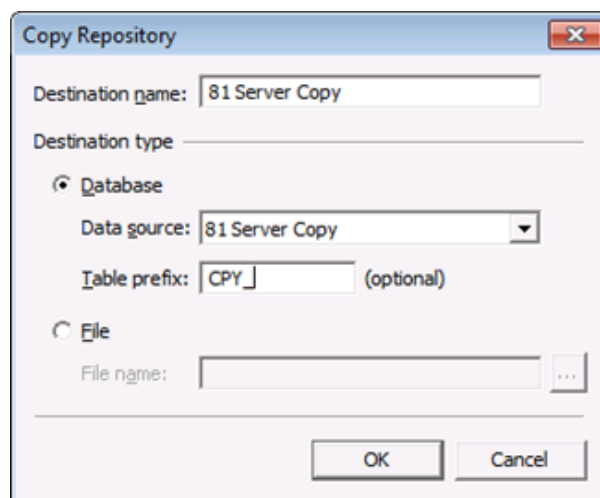 Copy Repository
Destination name: 81 Server Copy
Destination type
Database
Data source: 81 Server Copy
Table prefix: CPY_ (optional)
File
File name: ...
OK Cancel